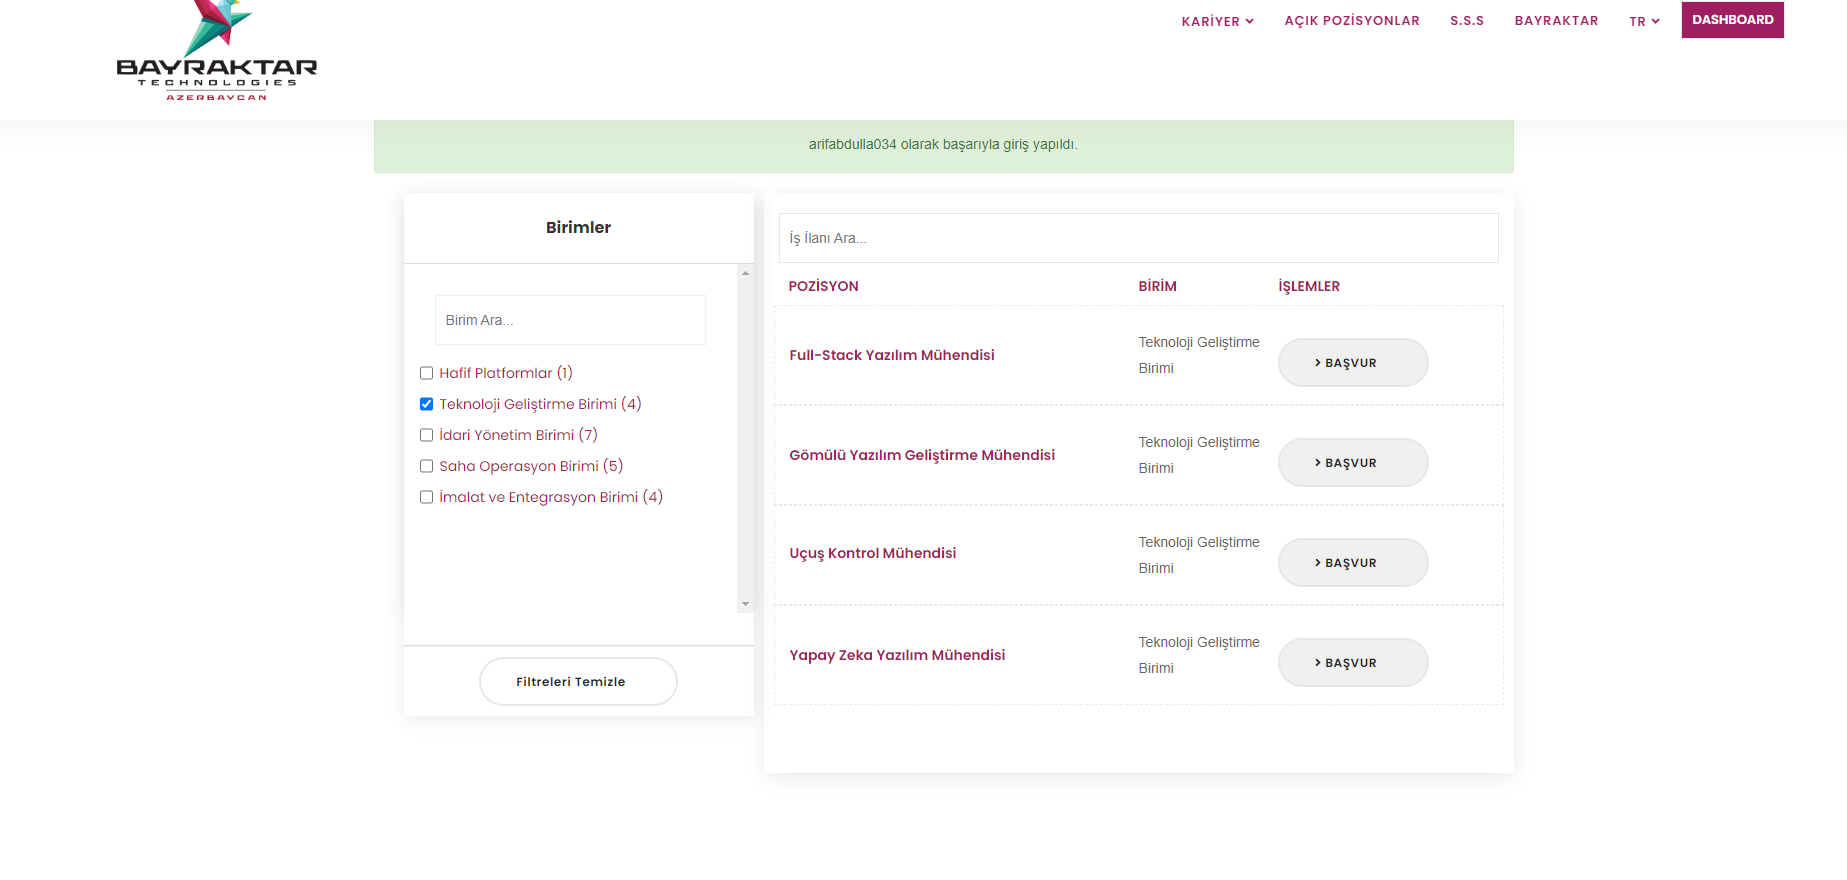 BAYRAKTAR
TECHNOLOGIES
AZERBAYCAN
KARİYER
AÇIK POZİSYONLAR
S.S.S
BAYRAKTAR
TR
DASHBOARD
arifabdulla034 olarak başarıyla giriş yapıldı.
Birimler
Birim Ara...
Hafif Platformlar (1)
Teknoloji Geliştirme Birimi (4)
İdari Yönetim Birimi (7)
Saha Operasyon Birimi (5)
İmalat ve Entegrasyon Birimi (4)
Filtreleri Temizle
İş İlanı Ara...
POZİSYON BİRİM İŞLEMLER
Full-Stack Yazılım Mühendisi
Teknoloji Geliştirme
Birimi
BAŞVUR
Gömülü Yazılım Geliştirme Mühendisi
Teknoloji Geliştirme
Birimi
BAŞVUR
Uçuş Kontrol Mühendisi
Teknoloji Geliştirme
Birimi
BAŞVUR
Yapay Zeka Yazılım Mühendisi
Teknoloji Geliştirme
Birimi
BAŞVUR